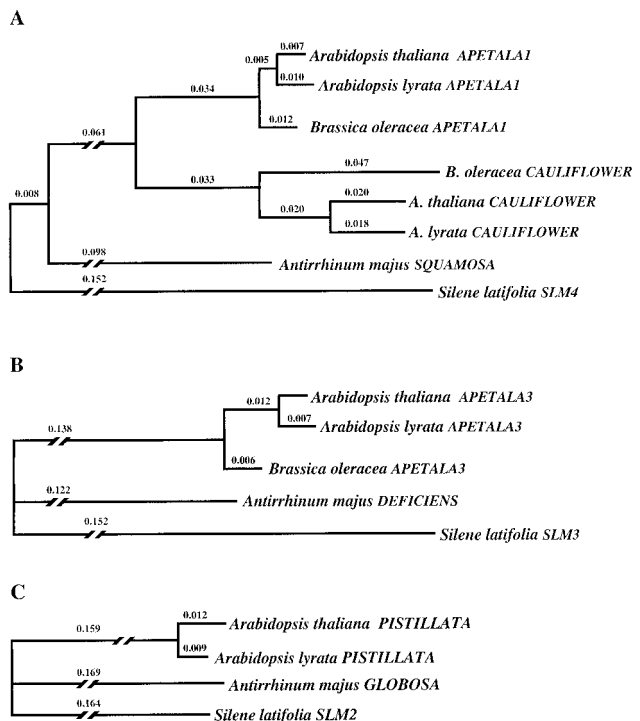 A
0.007
Arabidopsis thaliana APETALA1
0.005
0.010
Arabidopsis lyrata APETALA1
0.034
0.012
Brassica oleracea APETALA1
0.061
0.047
B. oleracea CAULIFLOWER
0.033
0.020
A. thaliana CAULIFLOWER
0.020
0.018
A. lyrata CAULIFLOWER
0.008
0.098
Antirrhinum majus SQUAMOSA
0.152
Silene latifolia SLM4
B
0.012
Arabidopsis thaliana APETALA3
0.007
Arabidopsis lyrata APETALA3
0.138
0.006
Brassica oleracea APETALA3
0.122
Antirrhinum majus DEFICIENS
0.152
Silene latifolia SLM3
C
0.012
Arabidopsis thaliana PISTILLATA
0.159
0.009
Arabidopsis lyrata PISTILLATA
0.169
Antirrhinum majus GLOBOSA
0.164
Silene latifolia SLM2